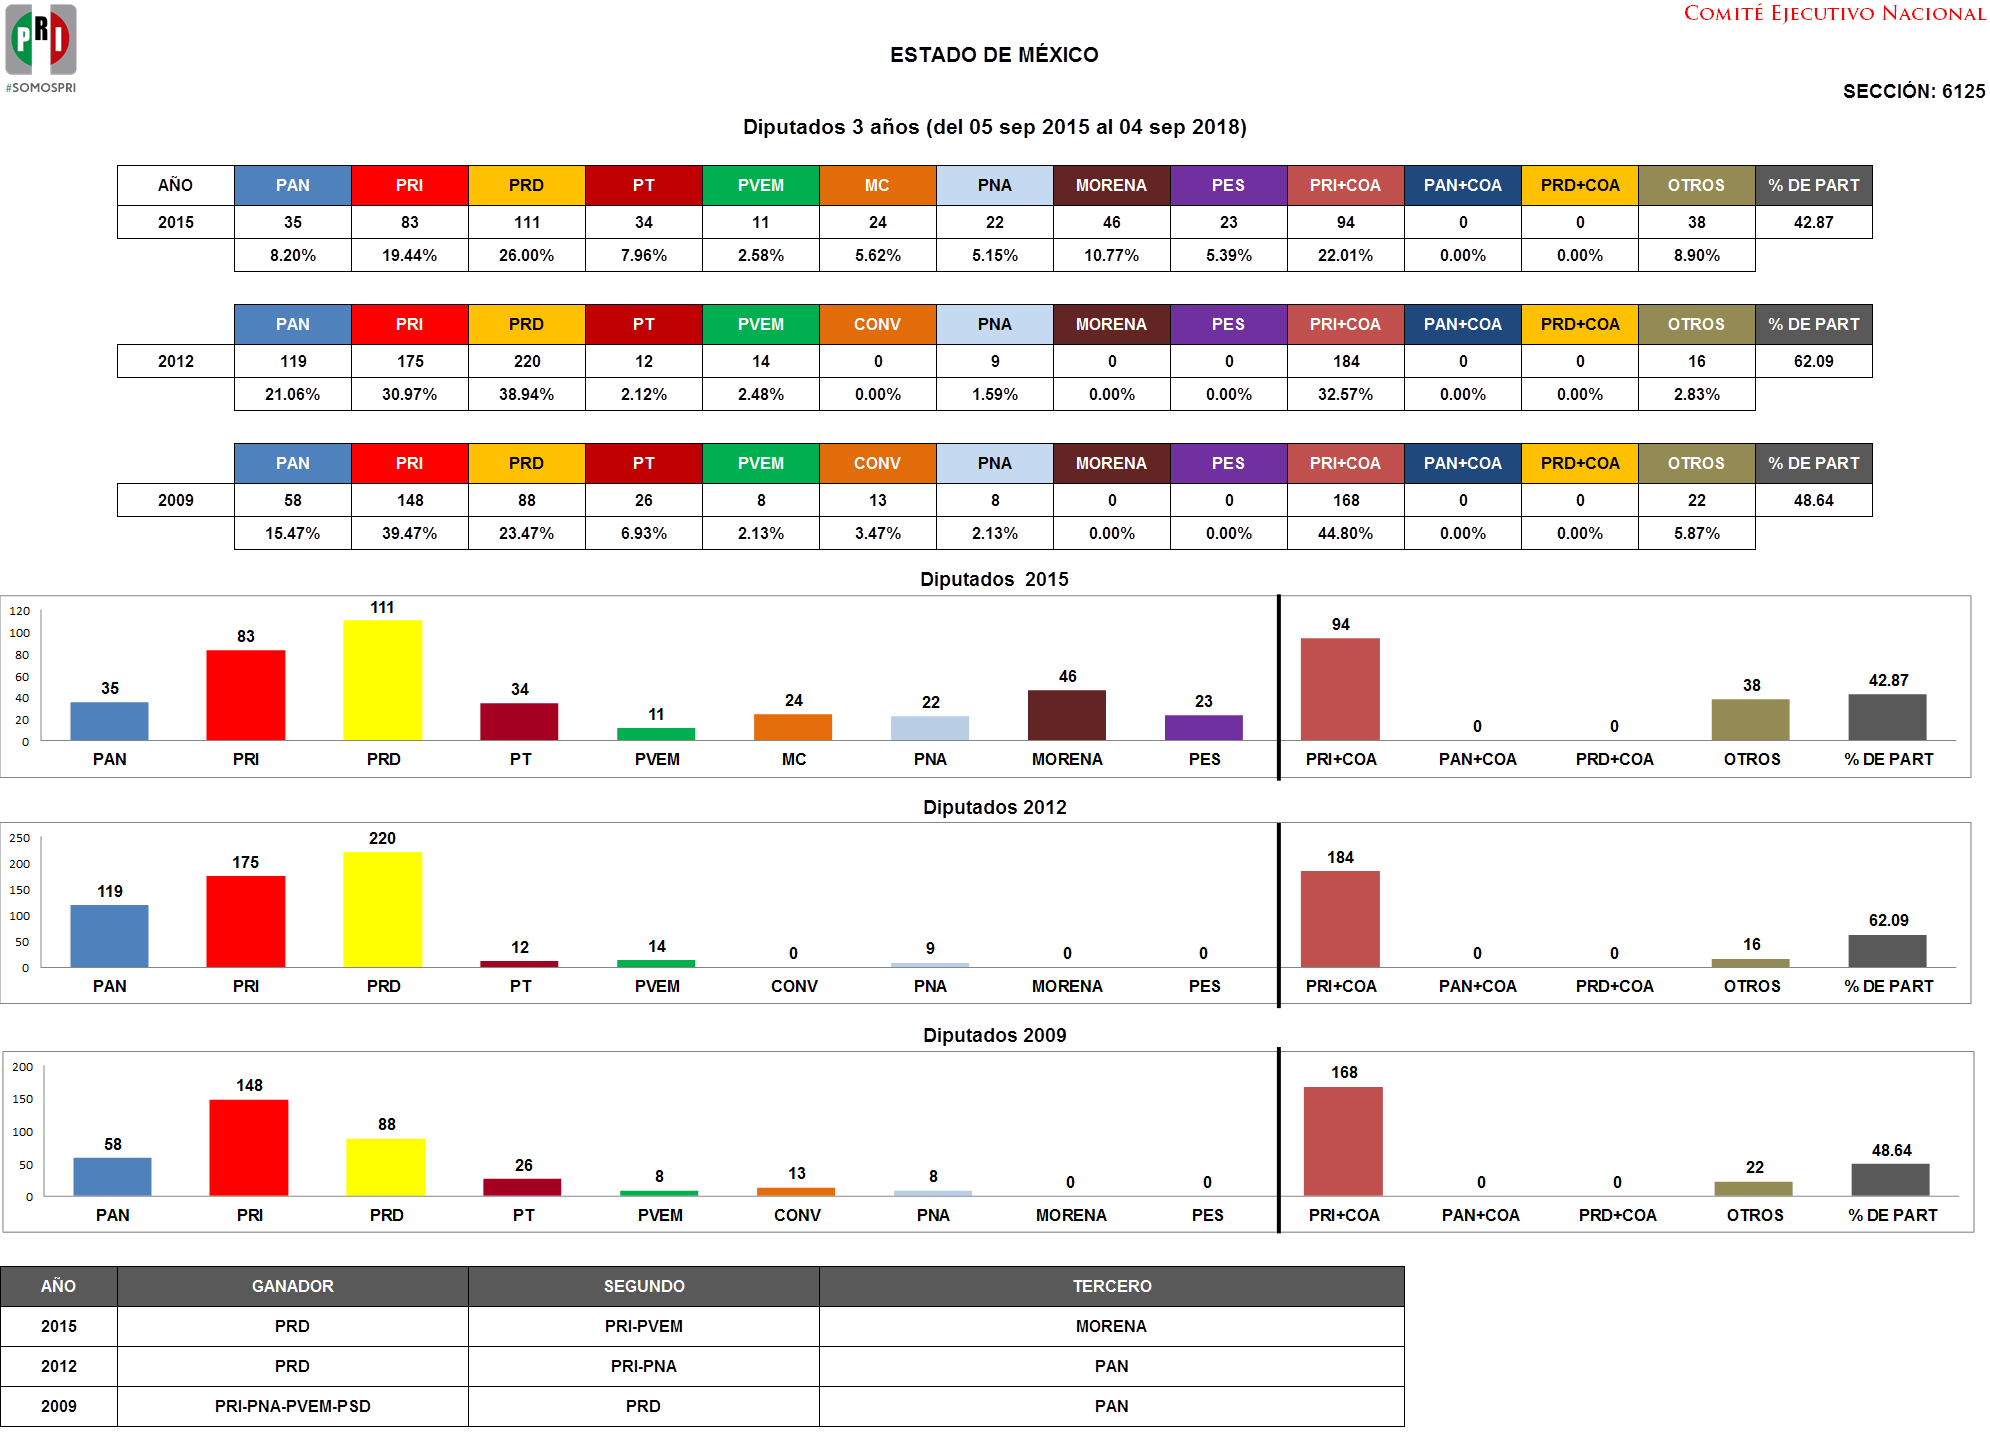 PRI
#SOMOSPRI
COMITÉ EJECUTIVO NACIONAL
ESTADO DE MÉXICO
SECCIÓN: 6125
Diputados 3 años (del 05 sep 2015 al 04 sep 2018)
AÑO PAN PRI PRD PT PVEM MC PNA MORENA PES PRI+COA PAN+COA PRD+COA OTROS % DE PART
2015 35 83 111 34 11 24 22 46 23 94 0 0 38 42.87
8.20% 19.44% 26.00% 7.96% 2.58% 5.62% 5.15% 10.77% 5.39% 22.01% 0.00% 0.00% 8.90%
PAN PRI PRD PT PVEM CONV PNA MORENA PES PRI+COA PAN+COA PRD+COA OTROS % DE PART
2012 119 175 220 12 14 0 9 0 0 184 0 0 16 62.09
21.06% 30.97% 38.94% 2.12% 2.48% 0.00% 1.59% 0.00% 0.00% 32.57% 0.00% 0.00% 2.83%
PAN PRI PRD PT PVEM CONV PNA MORENA PES PRI+COA PAN+COA PRD+COA OTROS % DE PART
2009 58 148 88 26 8 13 8 0 0 168 0 0 22 48.64
15.47% 39.47% 23.47% 6.93% 2.13% 3.47% 2.13% 0.00% 0.00% 44.80% 0.00% 0.00% 5.87%
Diputados 2015
120
100
80
60
40
20
0
35 83 111 34 11 24 22 46 23 94 0 0 38 42.87
PAN PRI PRD PT PVEM MC PNA MORENA PES PRI+COA PAN+COA PRD+COA OTROS % DE PART
Diputados 2012
250
200
150
100
50
0
119 175 220 12 14 0 9 0 0 184 0 0 16 62.09
PAN PRI PRD PT PVEM CONV PNA MORENA PES PRI+COA PAN+COA PRD+COA OTROS % DE PART
Diputados 2009
200
150
100
50
0
58 148 88 26 8 13 8 0 0 168 0 0 22 48.64
PAN PRI PRD PT PVEM CONV PNA MORENA PES PRI+COA PAN+COA PRD+COA OTROS % DE PART
AÑO GANADOR SEGUNDO TERCERO
2015 PRD PRI-PVEM MORENA
2012 PRD PRI-PNA PAN
2009 PRI-PNA-PVEM-PSD PRD PAN